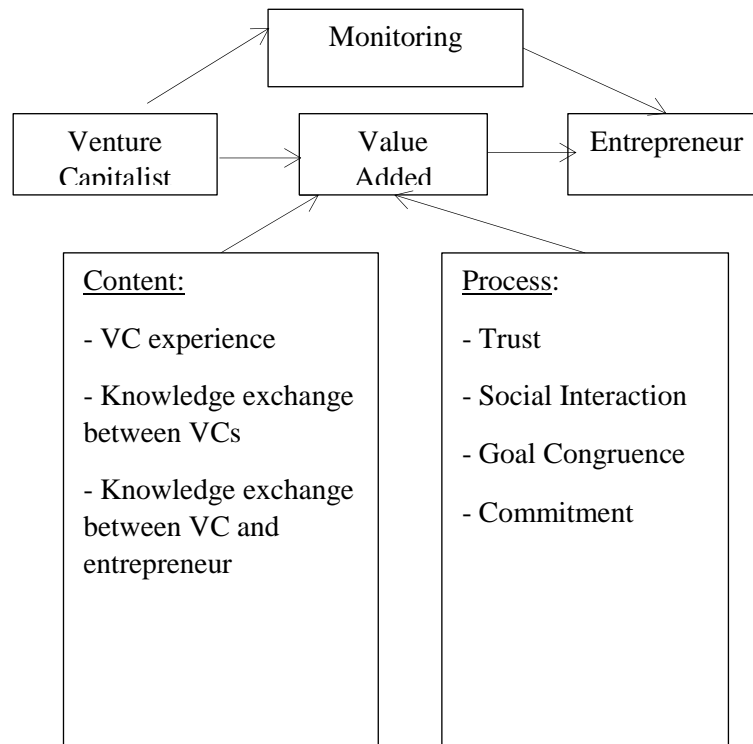 Monitoring
Venture
Capitalist
Value
Added
Entrepreneur
Content:
- VC experience
- Knowledge exchange
between VCs
- Knowledge exchange
between VC and
entrepreneur
Process:
- Trust
- Social Interaction
- Goal Congruence
- Commitment